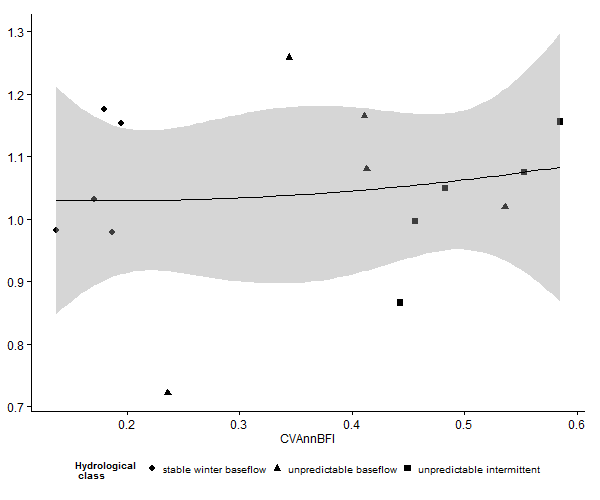 1.3
1.2
1.1
1.0
0.9
0.8
0.7
0.2 0.3 0.4 0.5 0.6
CVAnnBFI
Hydrological
class
stable winter baseflow unpredictable baseflow unpredictable intermittent